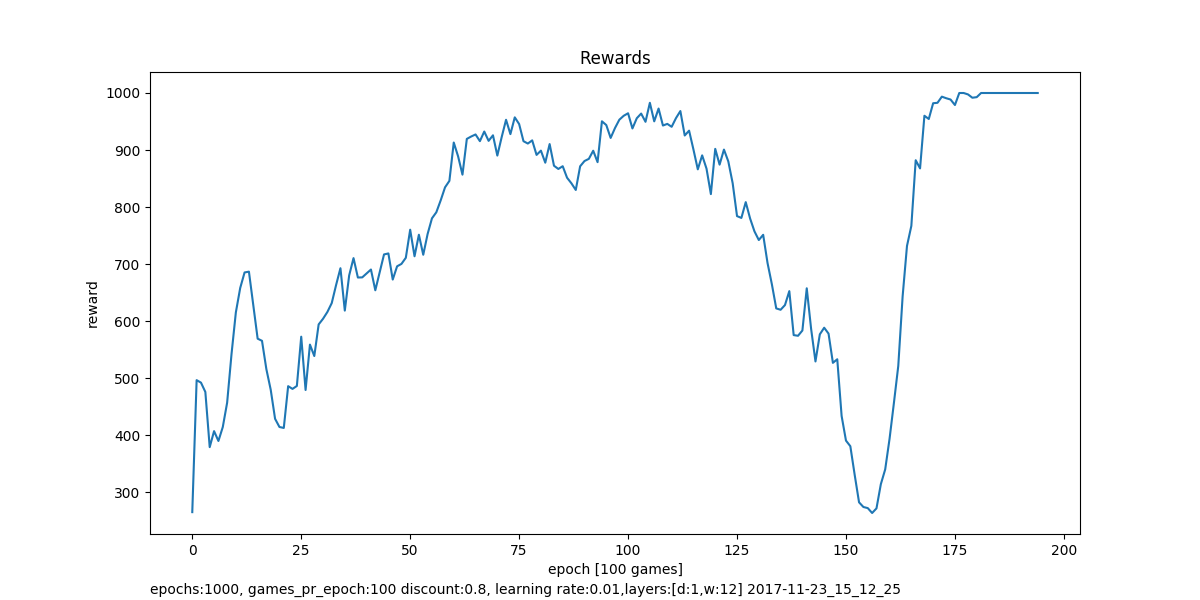 Rewards
1000
900
800
700
600
500
400
300
reward
0 25 50 75 100 125 150 175 200
epoch [100 games]
epochs:1000, games_pr_epoch:100 discount:0.8, learning rate:0.01,layers:[d:1,w:12] 2017-11-23_15_12_25